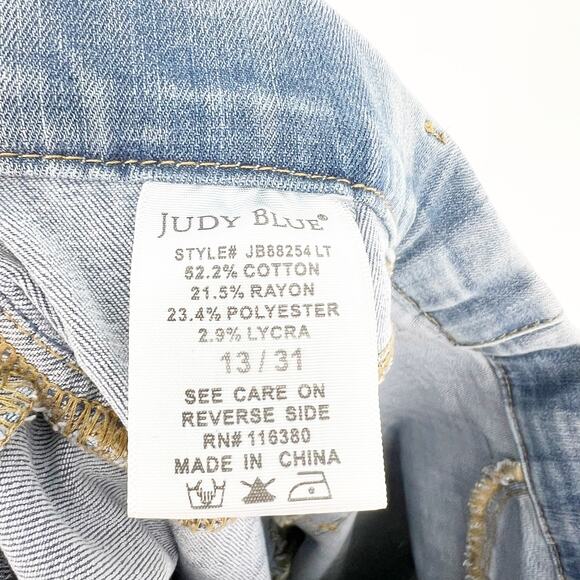 JUDY BLUE®
STYLE# JB88254 LT
52.2% COTTON
21.5% RAYON
23.4% POLYESTER
2.9% LYCRA
13 / 31
SEE CARE ON
REVERSE SIDE
RN# 116380
MADE IN CHINA